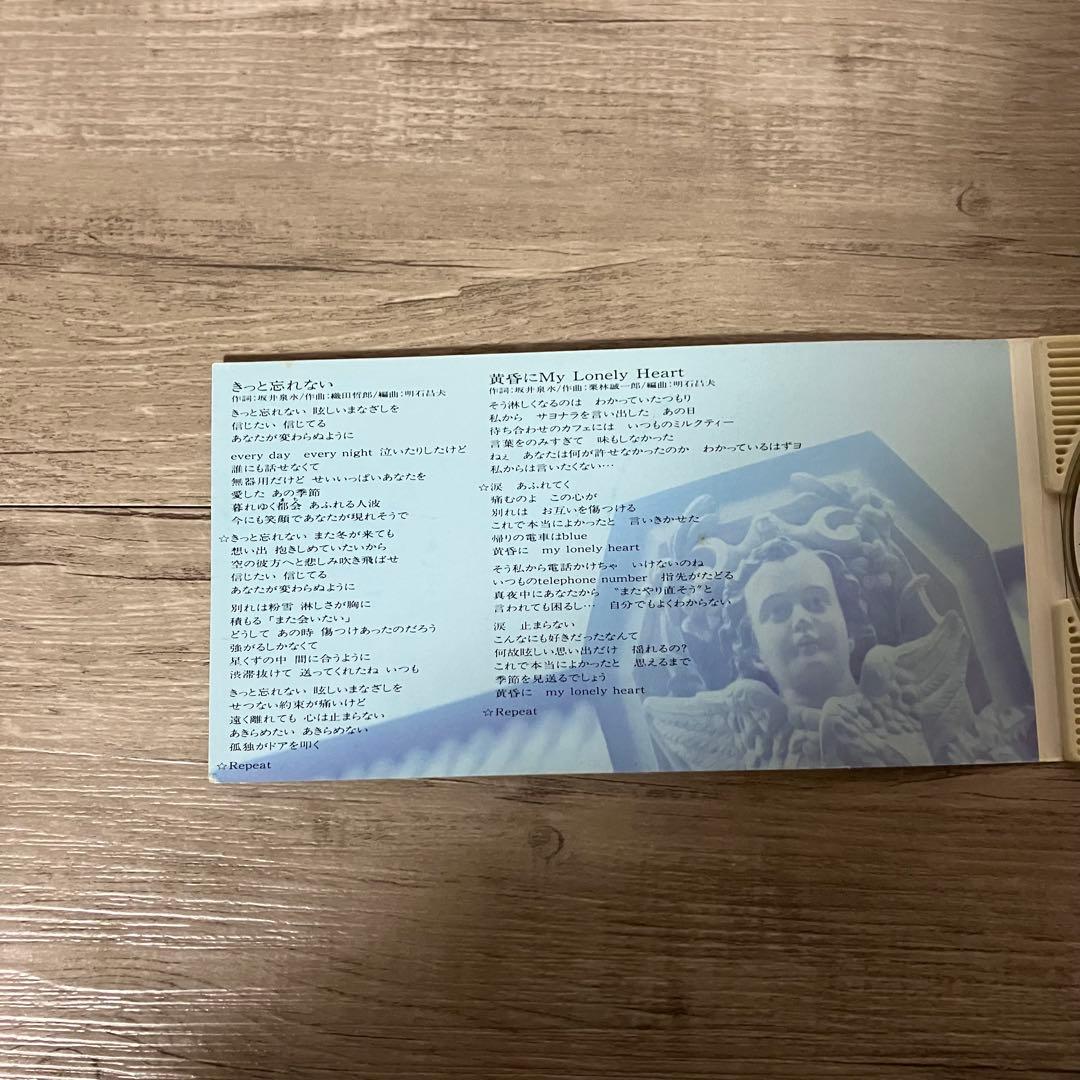 きっと忘れない
作詞：坂井泉水/作曲：織田哲郎/編曲：明石昌夫
きっと忘れない 眩しいまなざしを
信じたい 信じてる
あなたが変わらぬように
every day every night 泣いたりしたけど
誰にも話せなくて
無器用だけど せいいっぱいあなたを
愛した あの季節
暮れゆく都会 あふれる人波
今にも笑顔であなたが現れそうで
☆きっと忘れない また冬が来ても
想い出 抱きしめていたいから
空の彼方へと悲しみ吹き飛ばせ
信じたい 信じてる
あなたが変わらぬように
別れは粉雪 淋しさが胸に
積もる「また会いたい」
どうして あの時 傷つけあったのだろう
強がるしかなくて
星くずの中 間に合うように
渋滞抜けて 送ってくれたね いつも
きっと忘れない 眩しいまなざしを
せつない約束が痛いけど
遠く離れても 心は止まらない
あきらめたい あきらめない
孤独がドアを叩く
☆Repeat
黄昏にMy Lonely Heart
作詞：坂井泉水/作曲：栗林誠一郎/編曲：明石昌夫
そう淋しくなるのは わかっていたつもり
私から サヨナラを言い出した あの日
待ち合わせのカフェには いつものミルクティー
言葉をのみすぎて 味もしなかった
ねぇ あなたは何が許せなかったのか わかっているはずヨ
私からは言いたくない…
☆涙 あふれてく
痛むのよ この心が
別れは お互いを傷つける
これで本当によかったと 言いきかせた
帰りの電車はblue
黄昏に my lonely heart
そう私から電話かけちゃ いけないのね
いつものtelephone number 指先がたどる
真夜中にあなたから “またやり直そう”と
言われても困るし… 自分でもよくわからない
涙 止まらない
こんなにも好きだったなんて
何故眩しい思い出だけ 揺れるの?
これで本当によかったと 思えるまで
季節を見送るでしょう
黄昏に my lonely heart
☆Repeat